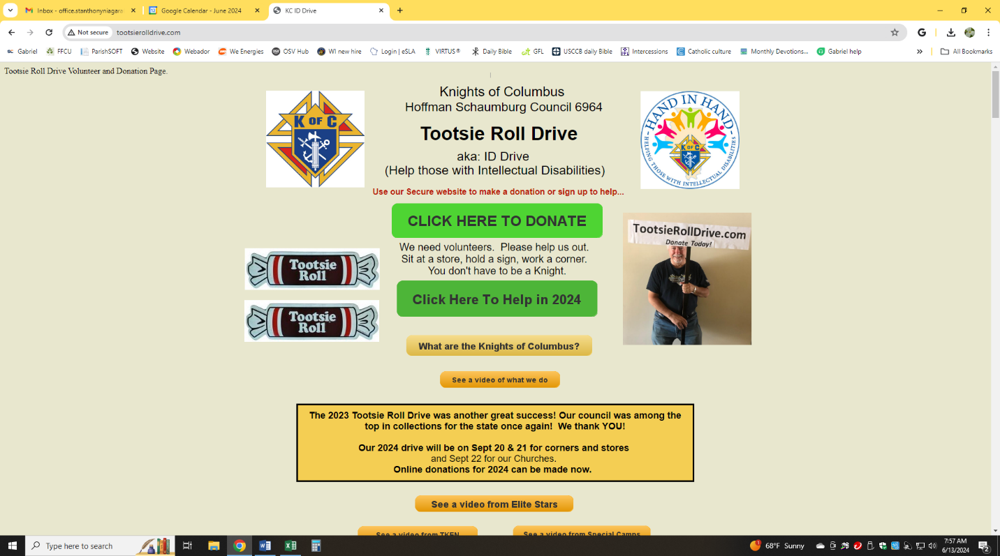 Inbox - office.stanthonyniagara
Google Calendar - June 2024
KC ID Drive
Not secure
tootsierolldrive.com
Gabriel
FFCU
ParishSOFT
Website
Webador
We Energies
OSV Hub
WI new hire
Login | eSLA
VIRTUS®
Daily Bible
GFL
USCCB daily Bible
Intercessions
Catholic culture
Monthly Devotions...
Gabriel help
All Bookmarks
Tootsie Roll Drive Volunteer and Donation Page.
K OF C
Knights of Columbus
Hoffman Schaumburg Council 6964
Tootsie Roll Drive
aka: ID Drive
(Help those with Intellectual Disabilities)
Use our Secure website to make a donation or sign up to help...
HAND IN HAND
K OF C
HELPING THOSE WITH INTELLECTUAL DISABILITIES
CLICK HERE TO DONATE
TootsieRollDrive.com
Donate Today!
We need volunteers. Please help us out.
Sit at a store, hold a sign, work a corner.
You don't have to be a Knight.
Tootsie
Roll
Tootsie
Roll
Click Here To Help in 2024
What are the Knights of Columbus?
See a video of what we do
The 2023 Tootsie Roll Drive was another great success! Our council was among the
top in collections for the state once again! We thank YOU!
Our 2024 drive will be on Sept 20 & 21 for corners and stores
and Sept 22 for our Churches.
Online donations for 2024 can be made now.
See a video from Elite Stars
See a video from TKEN
See a video from Special Camps
Type here to search
68°F Sunny
7:57 AM
6/13/2024
2